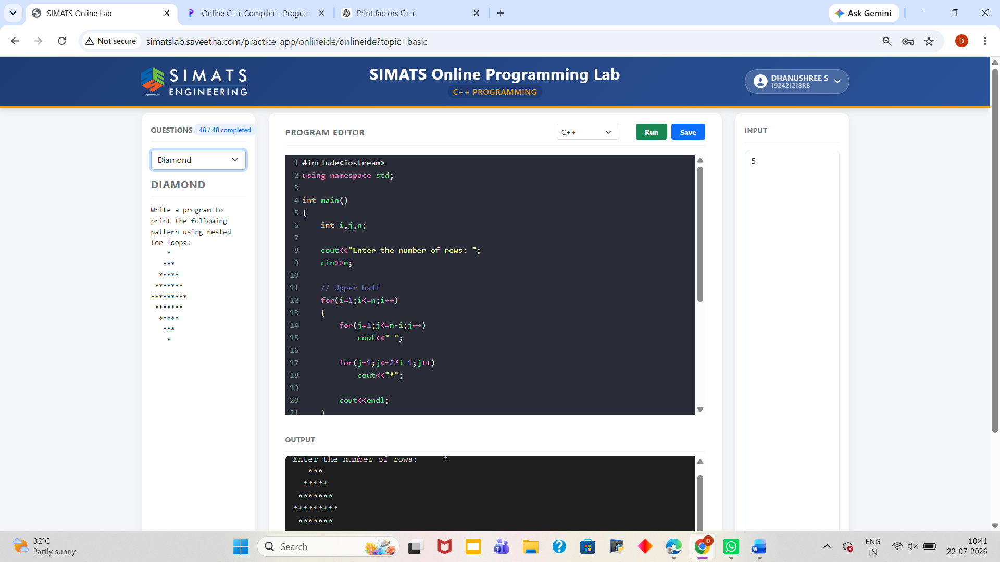 SIMATS Online Lab
Online C++ Compiler - Program
Print factors C++
Ask Gemini
Not secure
simatslab.saveetha.com/practice_app/onlineide/onlineide?topic=basic
D
SIMATS
ENGINEERING
Engineer to Excel
SIMATS Online Programming Lab
C++ PROGRAMMING
DHANUSHREE S
192421218RB
QUESTIONS
48 / 48 completed
Diamond
DIAMOND
Write a program to
print the following
pattern using nested
for loops:
    *
   ***
  *****
 *******
*********
 *******
  *****
   ***
    *
PROGRAM EDITOR
C++
Run
Save
1 #include<iostream>
2 using namespace std;
3
4 int main()
5 {
6     int i,j,n;
7
8     cout<<"Enter the number of rows: ";
9     cin>>n;
10
11     // Upper half
12     for(i=1;i<=n;i++)
13     {
14         for(j=1;j<=n-i;j++)
15             cout<<" ";
16
17         for(j=1;j<=2*i-1;j++)
18             cout<<"*";
19
20         cout<<endl;
21     }
OUTPUT
Enter the number of rows:     *
   ***
  *****
 *******
*********
 *******
INPUT
5
32°C
Partly sunny
Search
D
ENG
IN
10:41
22-07-2026